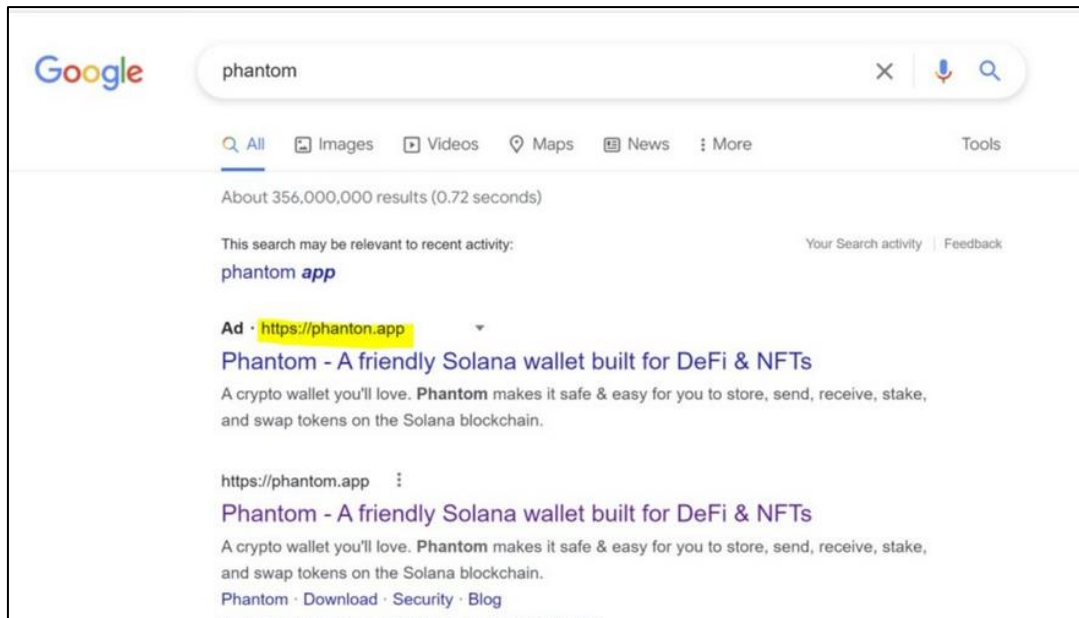 Google
phantom
All Images Videos Maps News More Tools
About 356,000,000 results (0.72 seconds)
This search may be relevant to recent activity: Your Search activity | Feedback
phantom app
Ad · https://phanton.app
Phantom - A friendly Solana wallet built for DeFi & NFTs
A crypto wallet you'll love. Phantom makes it safe & easy for you to store, send, receive, stake,
and swap tokens on the Solana blockchain.
https://phantom.app
Phantom - A friendly Solana wallet built for DeFi & NFTs
A crypto wallet you'll love. Phantom makes it safe & easy for you to store, send, receive, stake,
and swap tokens on the Solana blockchain.
Phantom · Download · Security · Blog